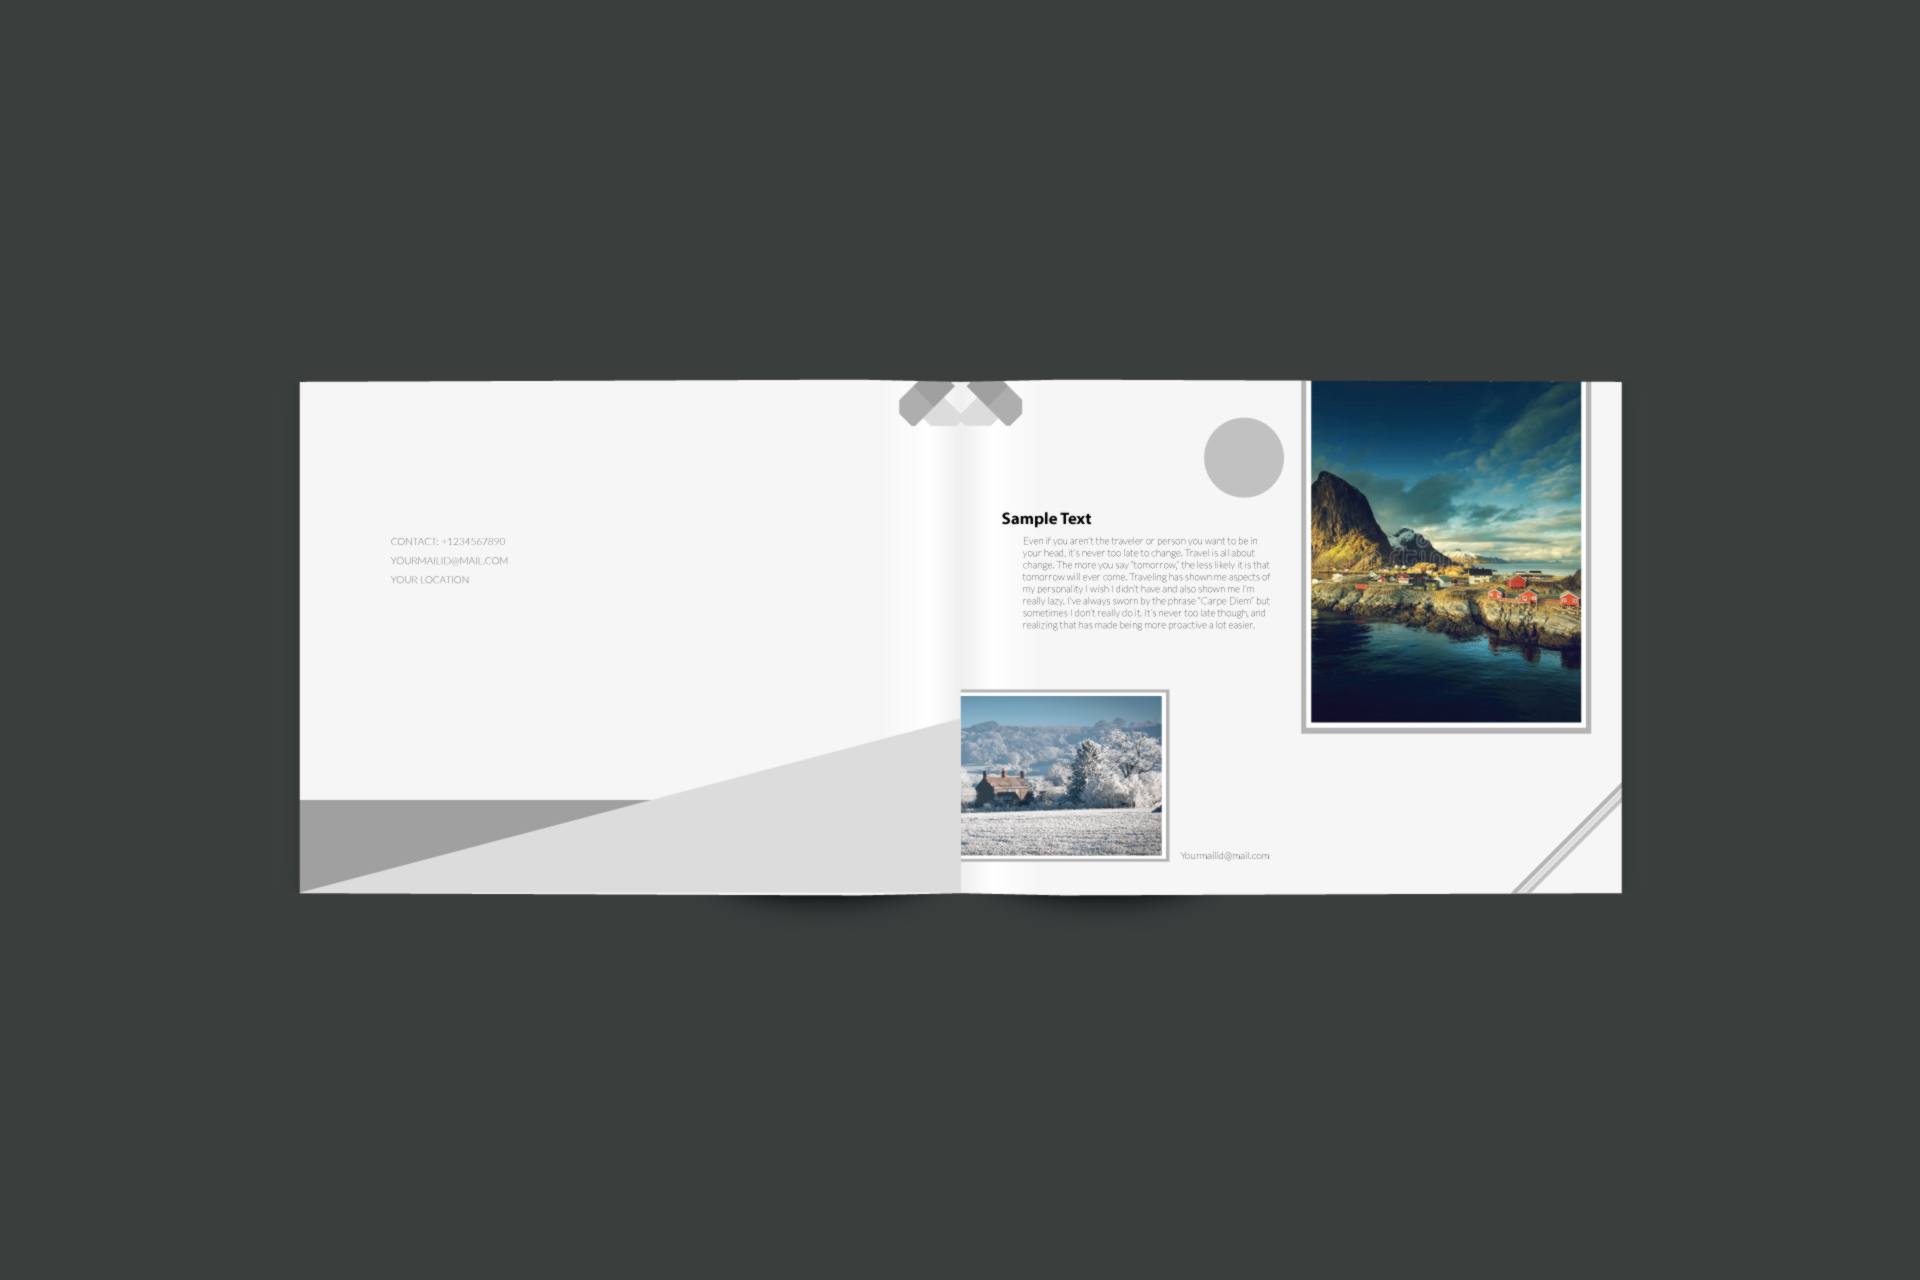 CONTACT: +1234567890
YOURMAILID@MAIL.COM
YOUR LOCATION
Sample Text
Even if you aren't the traveler or person you want to be in
your head, it's never too late to change. Travel is all about
change. The more you say "tomorrow," the less likely it is that
tomorrow will ever come. Traveling has shown me aspects of
my personality I wish I didn't have and also shown me I'm
really lazy. I've always sworn by the phrase "Carpe Diem" but
sometimes I don't really do it. It's never too late though, and
realizing that has made being more proactive a lot easier.
Yourmailid@mail.com